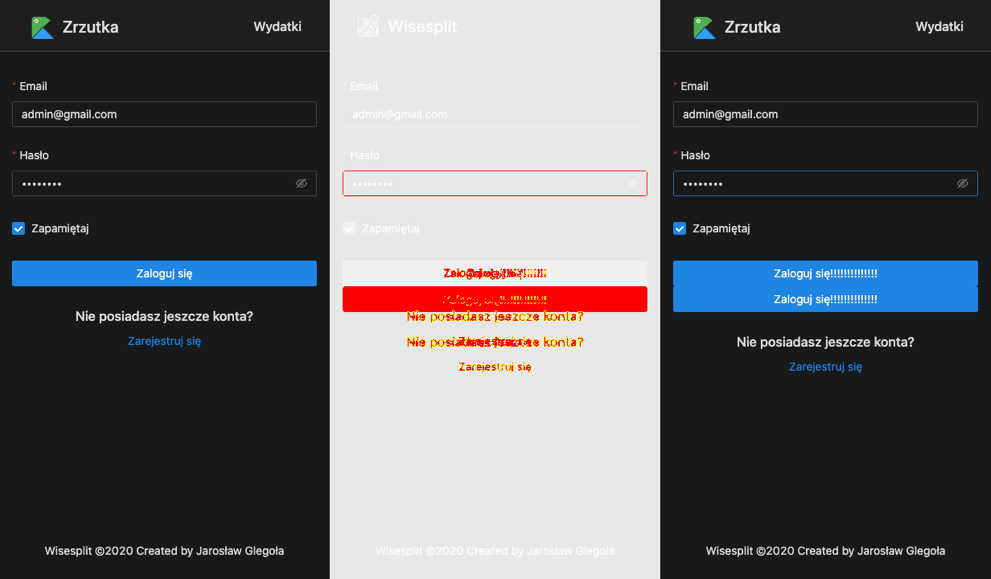 Zrzutka
Wydatki
* Email
admin@gmail.com
* Hasło
••••••••
Zapamiętaj
Zaloguj się
Nie posiadasz jeszcze konta?
Zarejestruj się
Wisesplit ©2020 Created by Jarosław Glegoła
Wisesplit
Email
admin@gmail.com
Hasło
••••••••
Zapamiętaj
Nie posiadasz jeszcze konta?
Nie posiadasz jeszcze konta?
Zarejestruj się
Wisesplit ©2020 Created by Jarosław Glegoła
Zrzutka
Wydatki
* Email
admin@gmail.com
* Hasło
••••••••
Zapamiętaj
Zaloguj się!!!!!!!!!!!!!!
Zaloguj się!!!!!!!!!!!!!!
Nie posiadasz jeszcze konta?
Zarejestruj się
Wisesplit ©2020 Created by Jarosław Glegoła